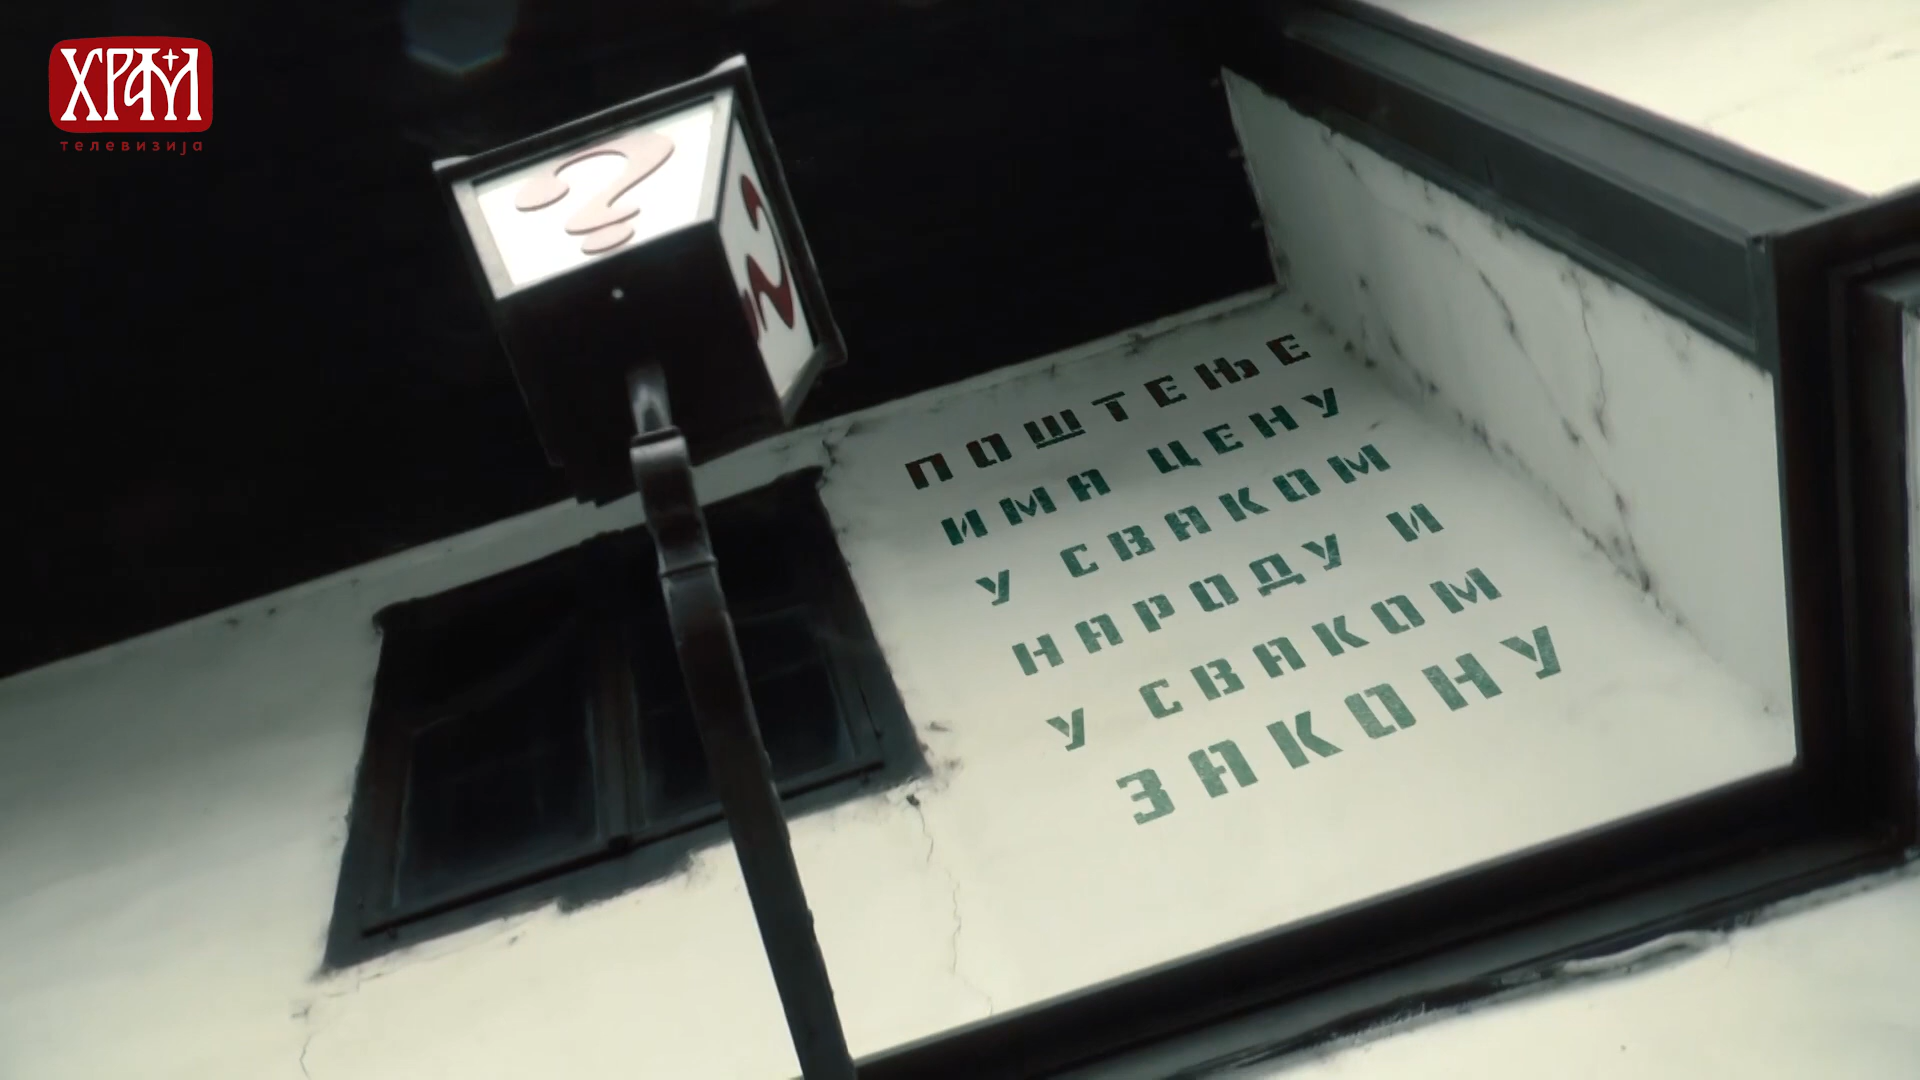 ХРАМ
телевизија
?
?
ПОШТЕЊЕ
ИМА ЦЕНУ
У СВАКОМ
НАРОДУ И
У СВАКОМ
ЗАКОНУ